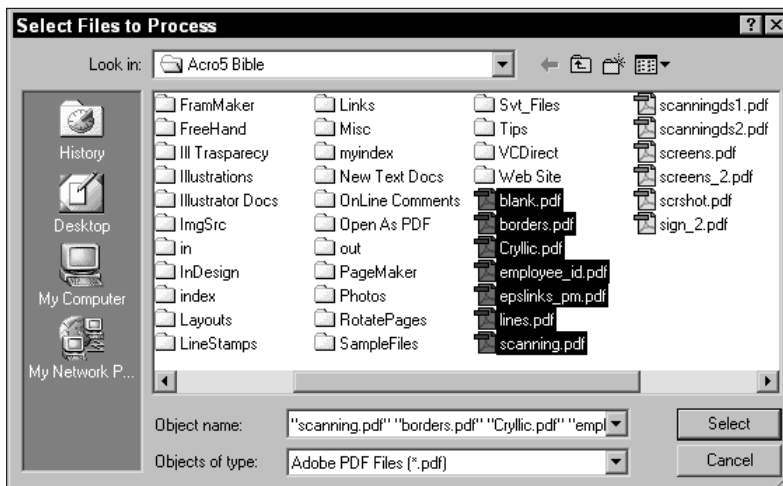 Select Files to Process
Look in: Acro5 Bible
History
Desktop
My Computer
My Network P...
FramMaker
FreeHand
Ill Trasparecy
Illustrations
Illustrator Docs
ImgSrc
in
InDesign
index
Layouts
LineStamps
Links
Misc
myindex
New Text Docs
OnLine Comments
Open As PDF
out
PageMaker
Photos
RotatePages
SampleFiles
Svt_Files
Tips
VCDirect
Web Site
blank.pdf
borders.pdf
Cryllic.pdf
employee_id.pdf
epslinks_pm.pdf
lines.pdf
scanning.pdf
scanningds1.pdf
scanningds2.pdf
screens.pdf
screens_2.pdf
scrshot.pdf
sign_2.pdf
Object name: "scanning.pdf" "borders.pdf" "Cryllic.pdf" "empl
Select
Objects of type: Adobe PDF Files (*.pdf)
Cancel